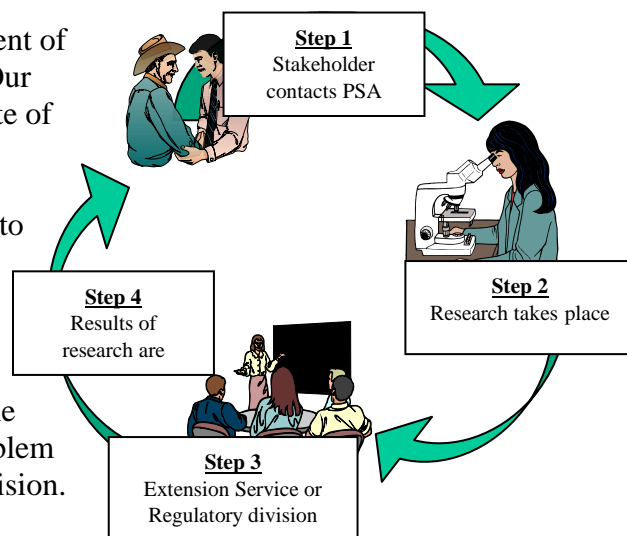 ent of
Our
te of
to
e
blem
ision.
Step 1
Stakeholder
contacts PSA
Step 2
Research takes place
Step 3
Extension Service or
Regulatory division
Step 4
Results of
research are